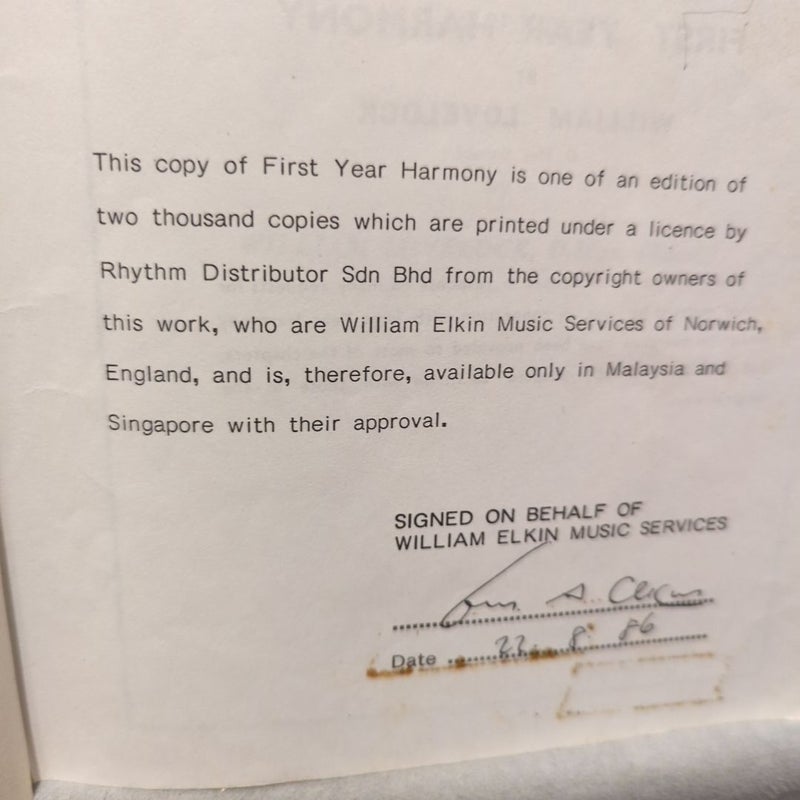 This copy of First Year Harmony is one of an edition of
two thousand copies which are printed under a licence by
Rhythm Distributor Sdn Bhd from the copyright owners of
this work, who are William Elkin Music Services of Norwich,
England, and is, therefore, available only in Malaysia and
Singapore with their approval.
SIGNED ON BEHALF OF
WILLIAM ELKIN MUSIC SERVICES
Date 22 8 86